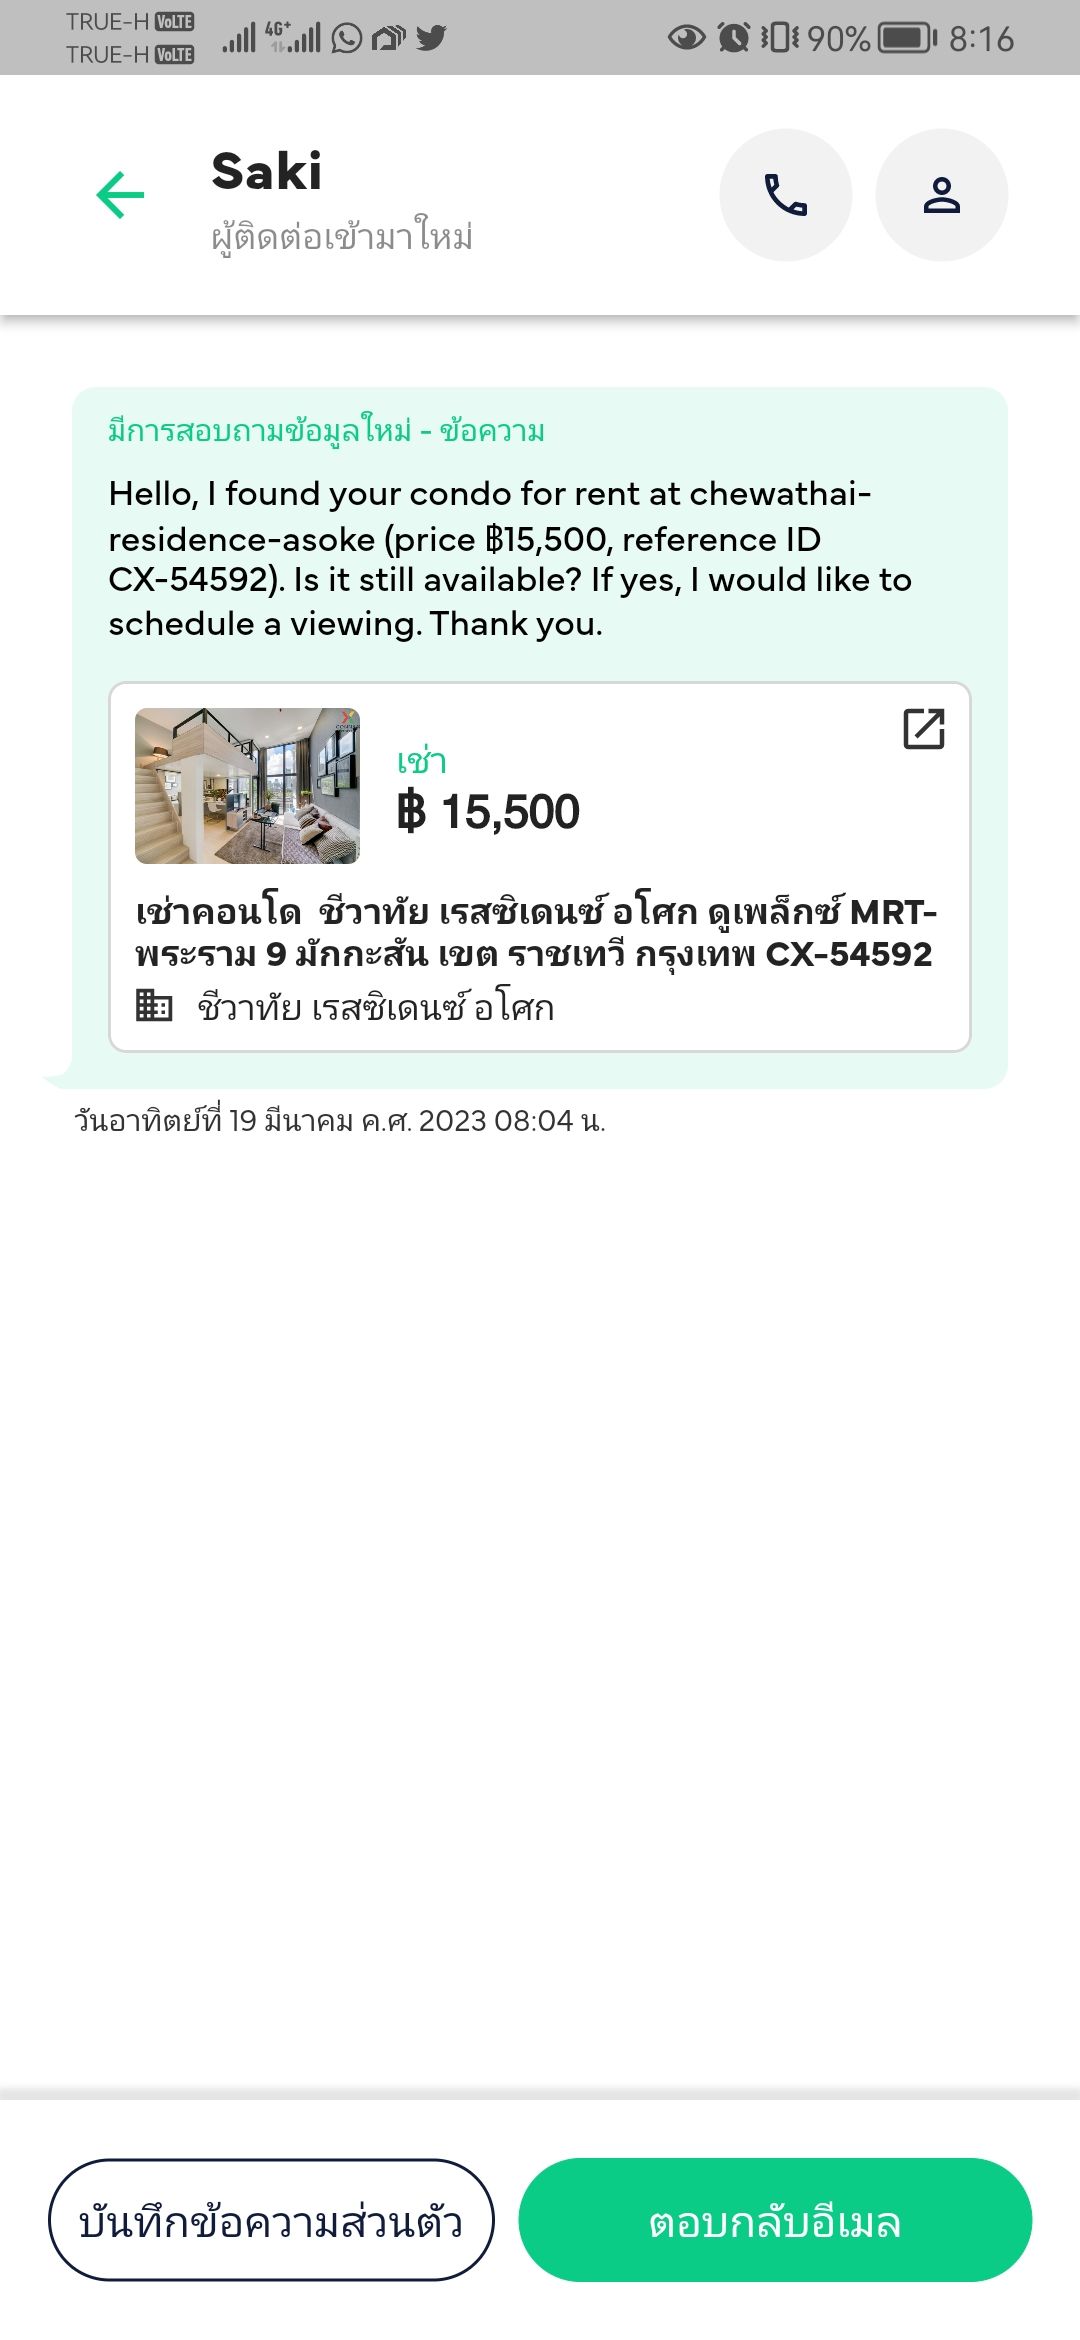 TRUE-H VoLTE
TRUE-H VoLTE
4G+
90%
8:16
Saki
ผู้ติดต่อเข้ามาใหม่
มีการสอบถามข้อมูลใหม่ - ข้อความ
Hello, I found your condo for rent at chewathai-
residence-asoke (price ฿15,500, reference ID
CX-54592). Is it still available? If yes, I would like to
schedule a viewing. Thank you.
เช่า
฿ 15,500
เช่าคอนโด  ชีวาทัย เรสซิเดนซ์ อโศก ดูเพล็กซ์ MRT-
พระราม 9 มักกะสัน เขต ราชเทวี กรุงเทพ CX-54592
ชีวาทัย เรสซิเดนซ์ อโศก
วันอาทิตย์ที่ 19 มีนาคม ค.ศ. 2023 08:04 น.
บันทึกข้อความส่วนตัว
ตอบกลับอีเมล